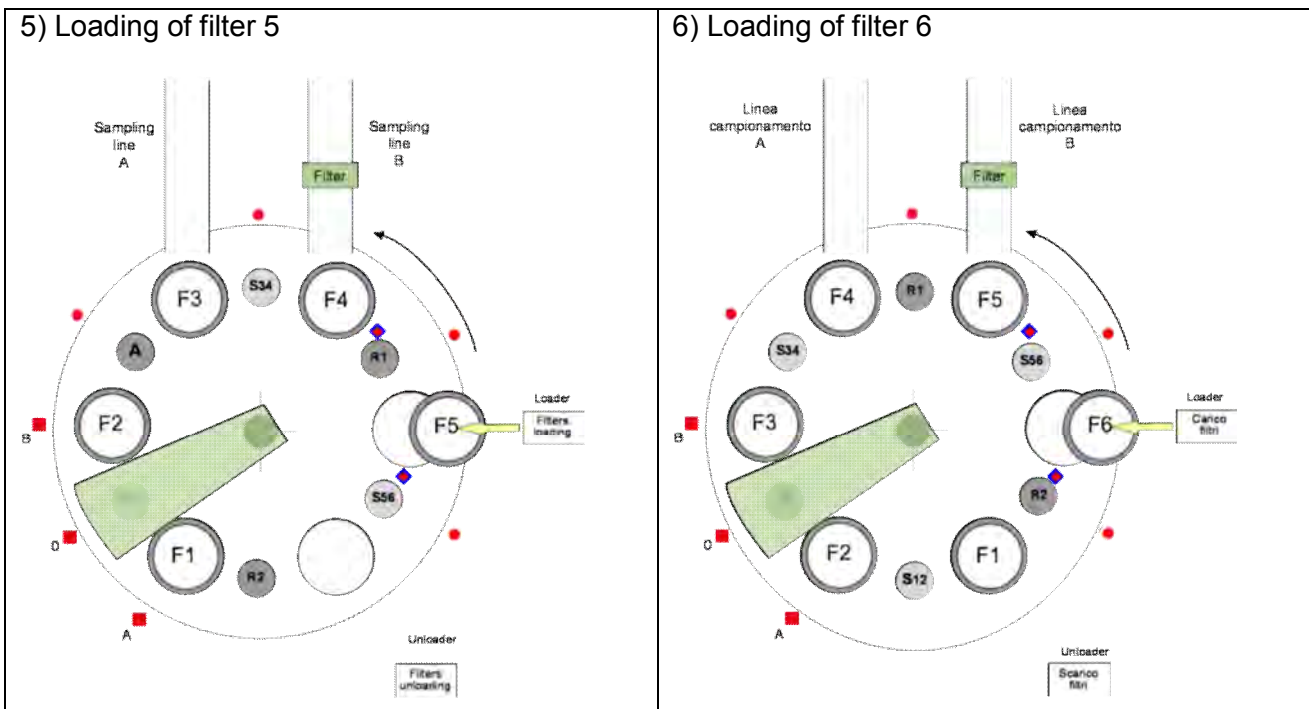 5) Loading of filter 5
Sampling
line
A
Sampling
line
B
Filter
F3
S34
F4
A
R1
B
F2
F5
Loader
Filters
loading
S56
0
F1
R2
A
Unloader
Filters
unloading
6) Loading of filter 6
Linea
campionamento
A
Linea
campionamento
B
Filter
F4
R1
F5
S34
S56
B
F3
F6
Loader
Carico
filtri
R2
0
F2
S12
F1
A
Unloader
Scarico
filtri